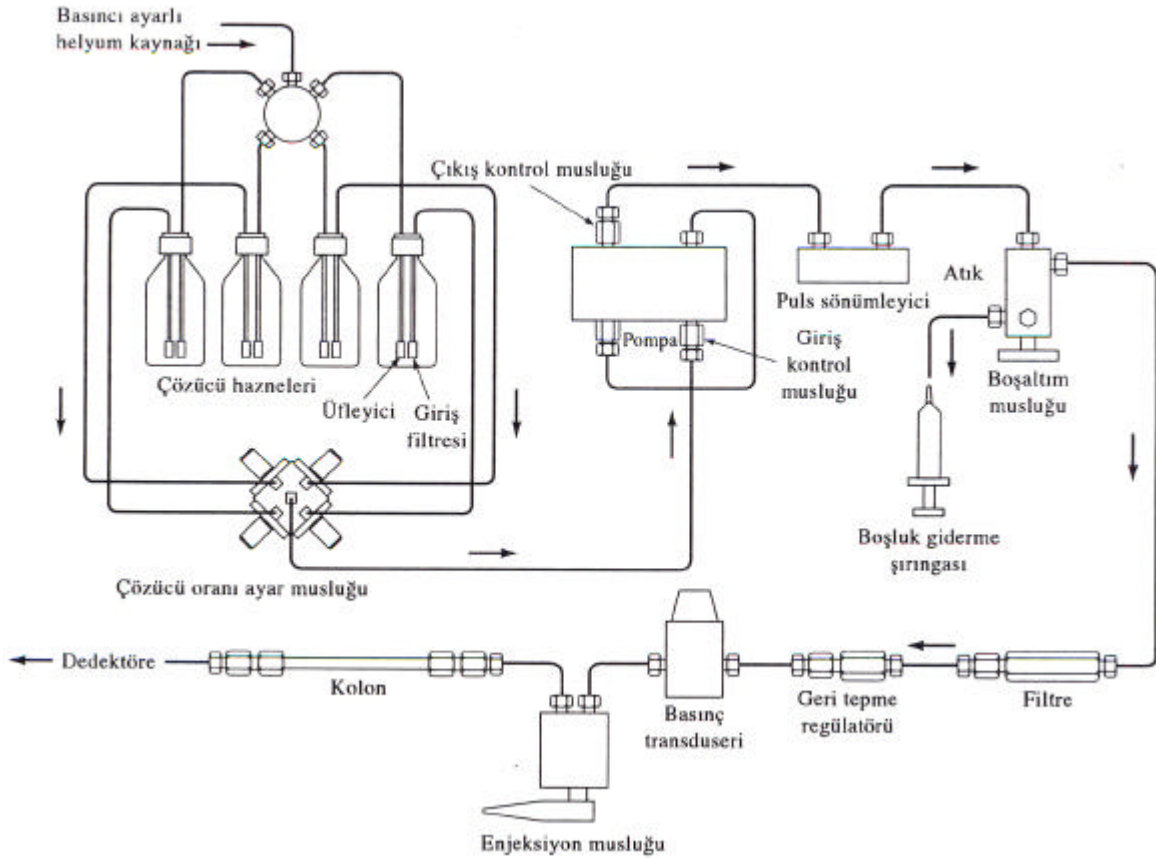 Basıncı ayarlı
helyum kaynağı
Çıkış kontrol musluğu
Puls sönümleyici
Atık
Pompa
Giriş
kontrol
musluğu
Boşaltım
musluğu
Çözücü hazneleri
Üfleyici
Giriş
filtresi
Boşluk giderme
şırıngası
Çözücü oranı ayar musluğu
Dedektöre
Kolon
Basınç
transduseri
Geri tepme
regülatörü
Filtre
Enjeksiyon musluğu